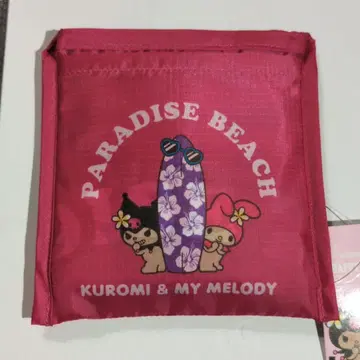 PARADISE BEACH
KUROMI & MY MELODY